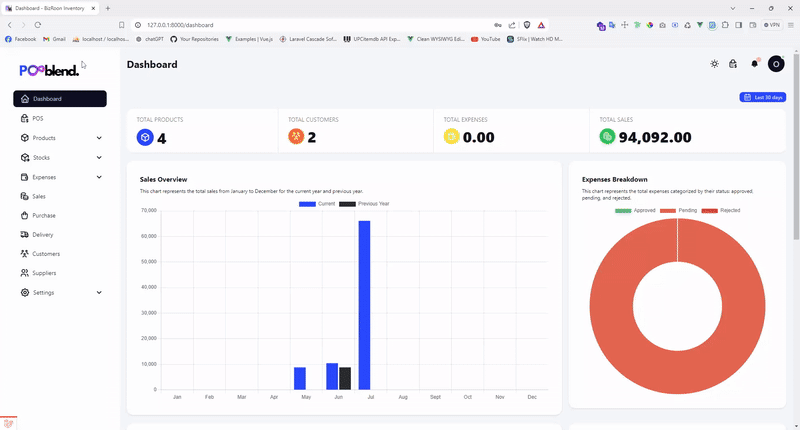 Dashboard - BizRoon Inventory
127.0.0.1:8000/dashboard
VPN
Facebook
Gmail
localhost / localhos...
chatGPT
Your Repositories
Examples | Vue.js
Laravel Cascade Sof...
UPCitemdb API Exp...
Clean WYSIWYG Edit...
YouTube
SFlix | Watch HD M...
POSblend.
Dashboard
O
Dashboard
POS
Products
Stocks
Expenses
Sales
Purchase
Delivery
Customers
Suppliers
Settings
Last 30 days
TOTAL PRODUCTS
4
TOTAL CUSTOMERS
2
TOTAL EXPENSES
0.00
TOTAL SALES
94,092.00
Sales Overview
This chart represents the total sales from January to December for the current year and previous year.
Current Previous Year
70,000
60,000
50,000
40,000
30,000
20,000
10,000
0
Jan Feb Mar Apr May Jun Jul Aug Sept Oct Nov Dec
Expenses Breakdown
This chart represents the total expenses categorized by their status: approved,
pending, and rejected.
Approved Pending Rejected